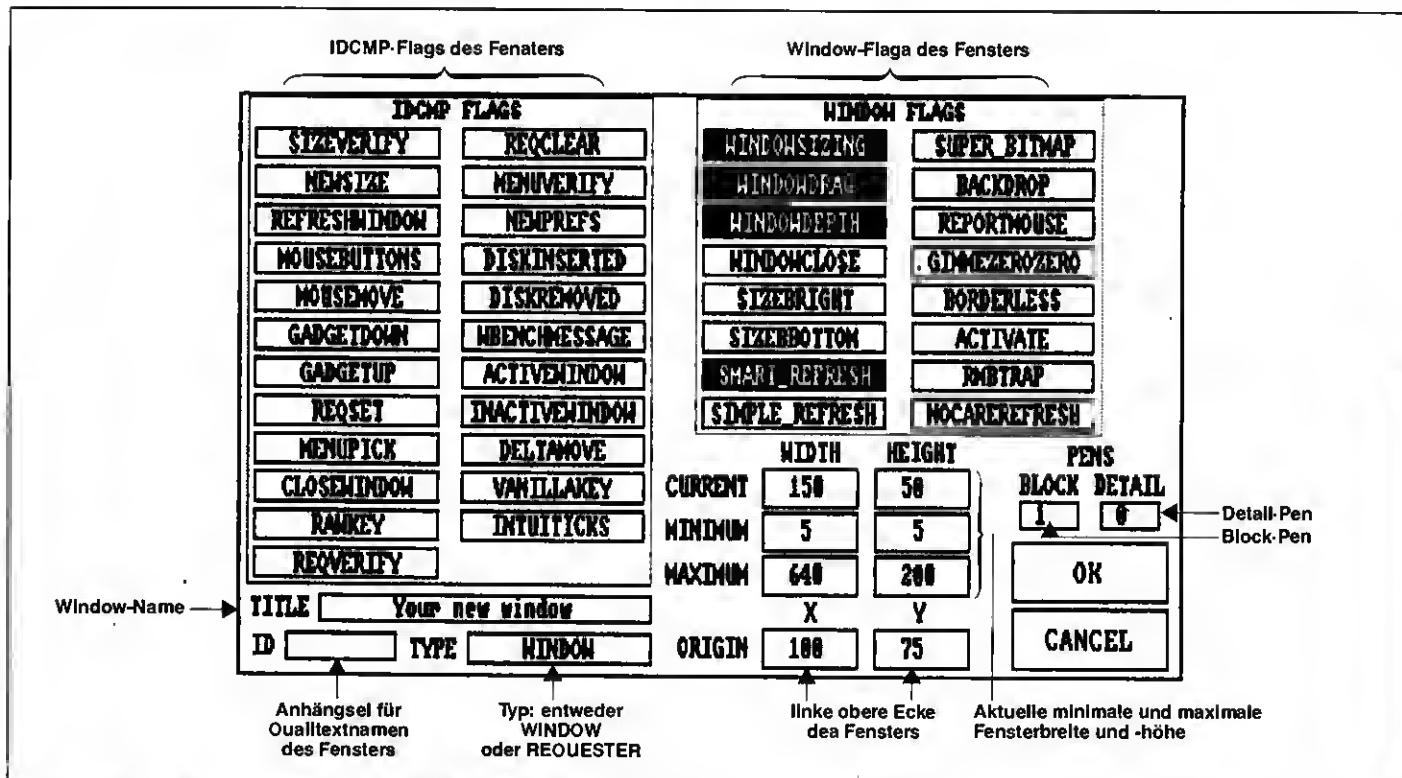 IDCMP-Flags des Fenaters
Window-Flaga des Fensters
IDCMP FLAGS
SIZEVERIFY
REQCLEAR
NEWSIZE
MENUVERIFY
REFRESHWINDOW
NEWPREFS
MOUSEBUTTONS
DISKINSERTED
MOUSEMOVE
DISKREMOVED
GADGETDOWN
WBENCHMESSAGE
GADGETUP
ACTIVEWINDOW
REQSET
INACTIVEWINDOW
MENUPICK
DELTAMOVE
CLOSEWINDOW
VANILLAKEY
RAWKEY
INTUITICKS
REQVERIFY
WINDOW FLAGS
WINDOWSIZING
SUPER_BITMAP
WINDOWDRAG
BACKDROP
WINDOWDEPTH
REPORTMOUSE
WINDOWCLOSE
GIMMEZEROZERO
SIZEBRIGHT
BORDERLESS
SIZEBBOTTOM
ACTIVATE
SMART_REFRESH
RMBTRAP
SIMPLE_REFRESH
NOCAREREFRESH
WIDTH HEIGHT
CURRENT 150 50
MINIMUM 5 5
MAXIMUM 640 200
X Y
ORIGIN 100 75
PENS
BLOCK DETAIL
1 0
Detail-Pen
Block-Pen
OK
CANCEL
Window-Name
TITLE Your new window
ID TYPE WINDOW
Anhängsel für
Oualltextnamen
des Fensters
Typ: entweder
WINDOW
oder REOUESTER
linke obere Ecke
dea Fensters
Aktuelle minimale und maximale
Fensterbreite und -höhe